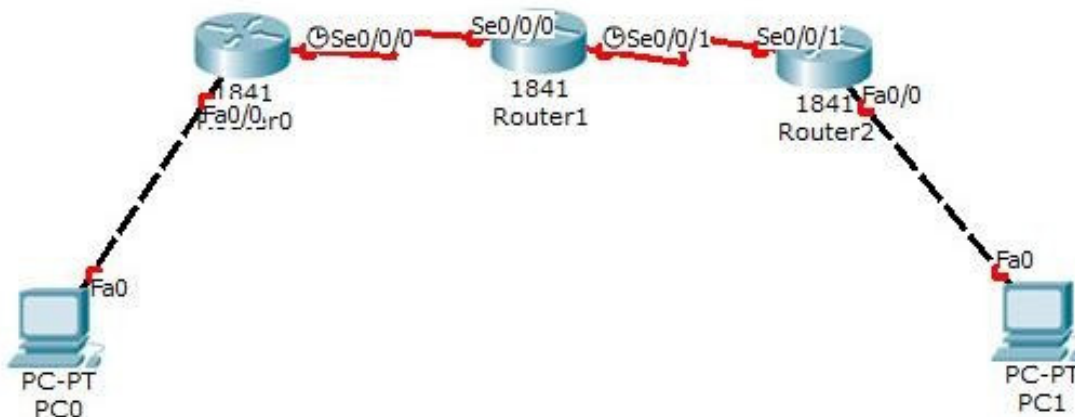 Se0/0/0
Se0/0/0
Se0/0/1
Se0/0/1
1841
Fa0/0
1841
Router1
1841
Router2
Fa0/0
Fa0
PC-PT
PC0
Fa0
PC-PT
PC1